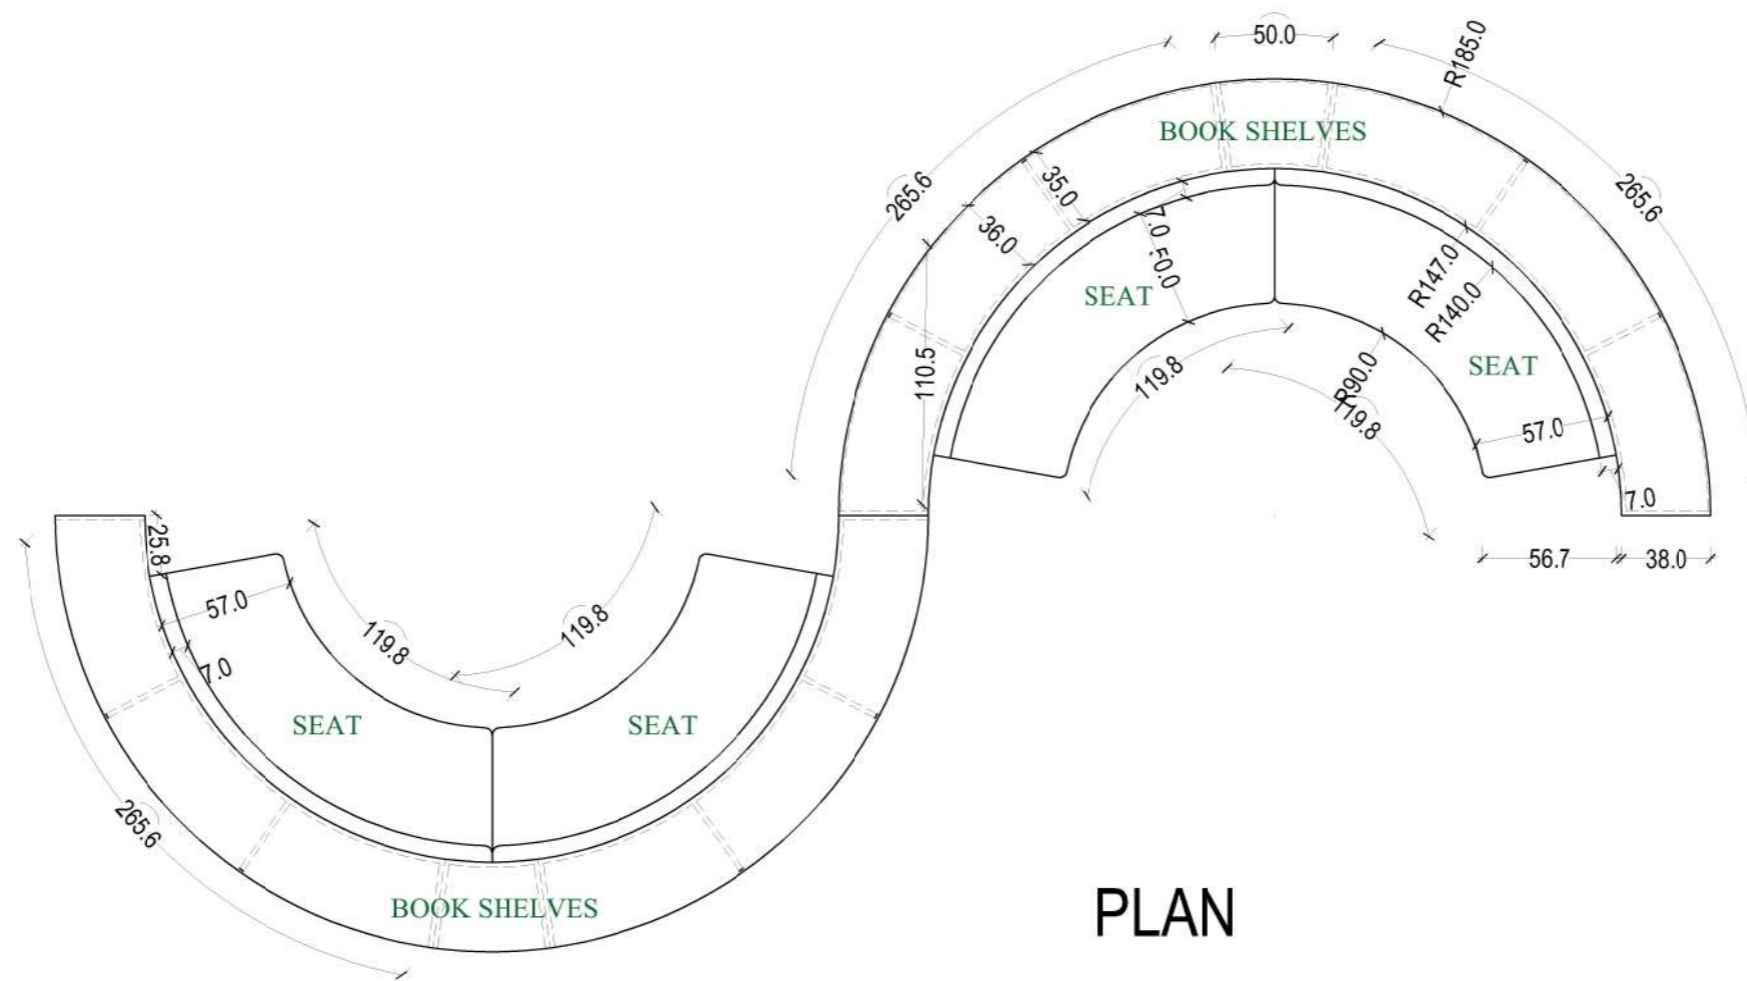 50.0
R185.0
BOOK SHELVES
265.6
35.0
265.6
36.0
7.0
50.0
R147.0
R140.0
SEAT
110.5
119.8
R90.0
119.8
SEAT
57.0
7.0
56.7
38.0
25.8
57.0
7.0
119.8
119.8
SEAT
SEAT
265.6
BOOK SHELVES
PLAN